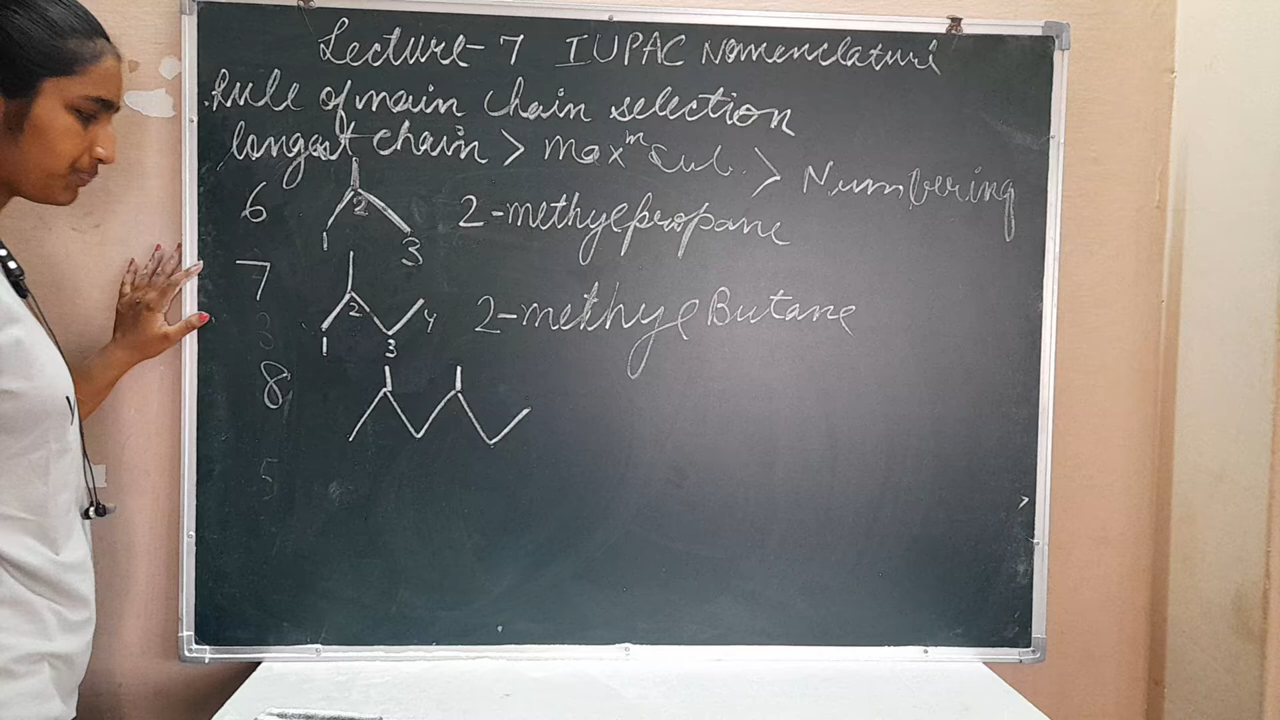 Lecture-7 IUPAC Nomenclature
Rule of main chain selection
longest chain > maxᵐ sub. > Numbering
6 1 2 3 2-methylpropane
7 1 2 3 4 2-methyl Butane
8